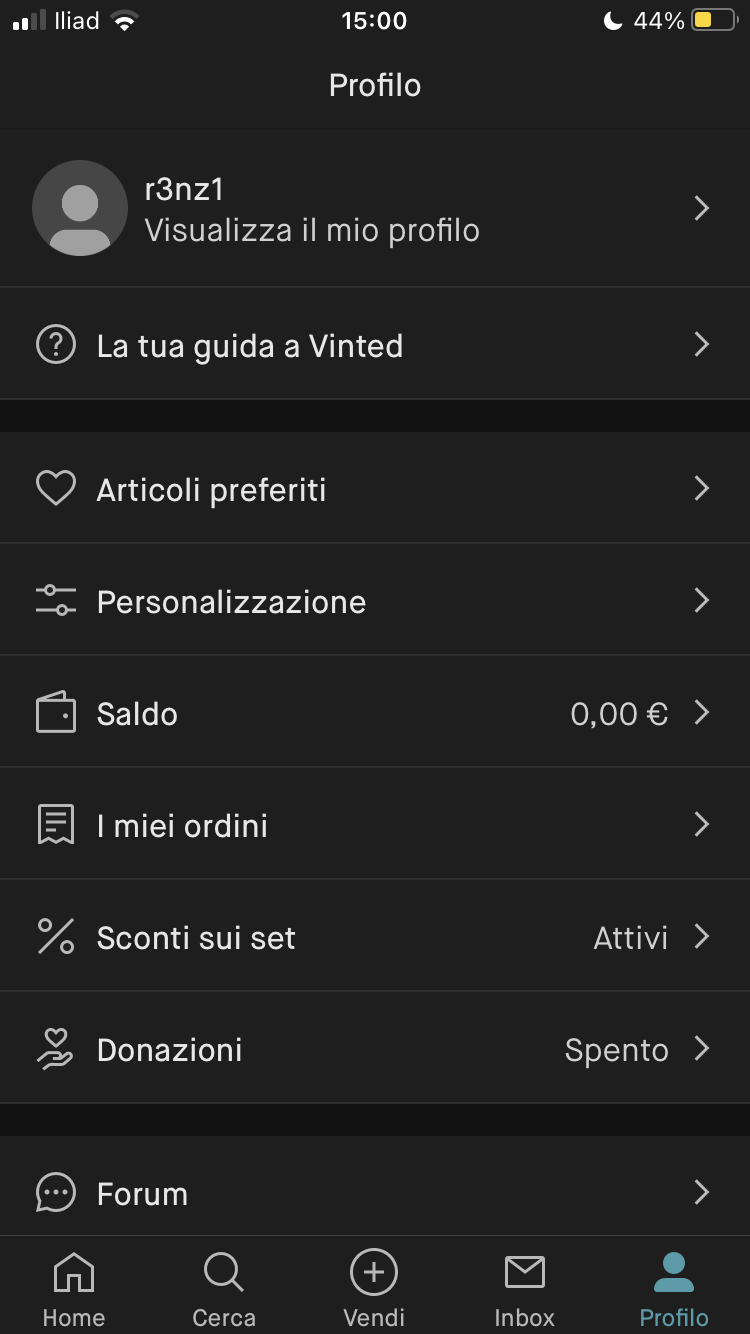 Iliad 15:00 44%
Profilo
r3nz1
Visualizza il mio profilo
La tua guida a Vinted
Articoli preferiti
Personalizzazione
Saldo 0,00 €
I miei ordini
Sconti sui set Attivi
Donazioni Spento
Forum
Home Cerca Vendi Inbox Profilo